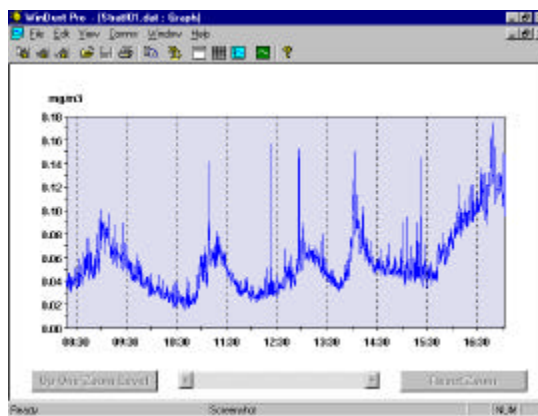 WinDust Pro - [Stratf01.dat : Graph]
File Edit View Comms Window Help
mg/m3
0.18
0.16
0.14
0.12
0.10
0.08
0.06
0.04
0.02
0.00
08:30 09:30 10:30 11:30 12:30 13:30 14:30 15:30 16:30
Up One Zoom Level Reset Zoom
Ready Screenshot NUM